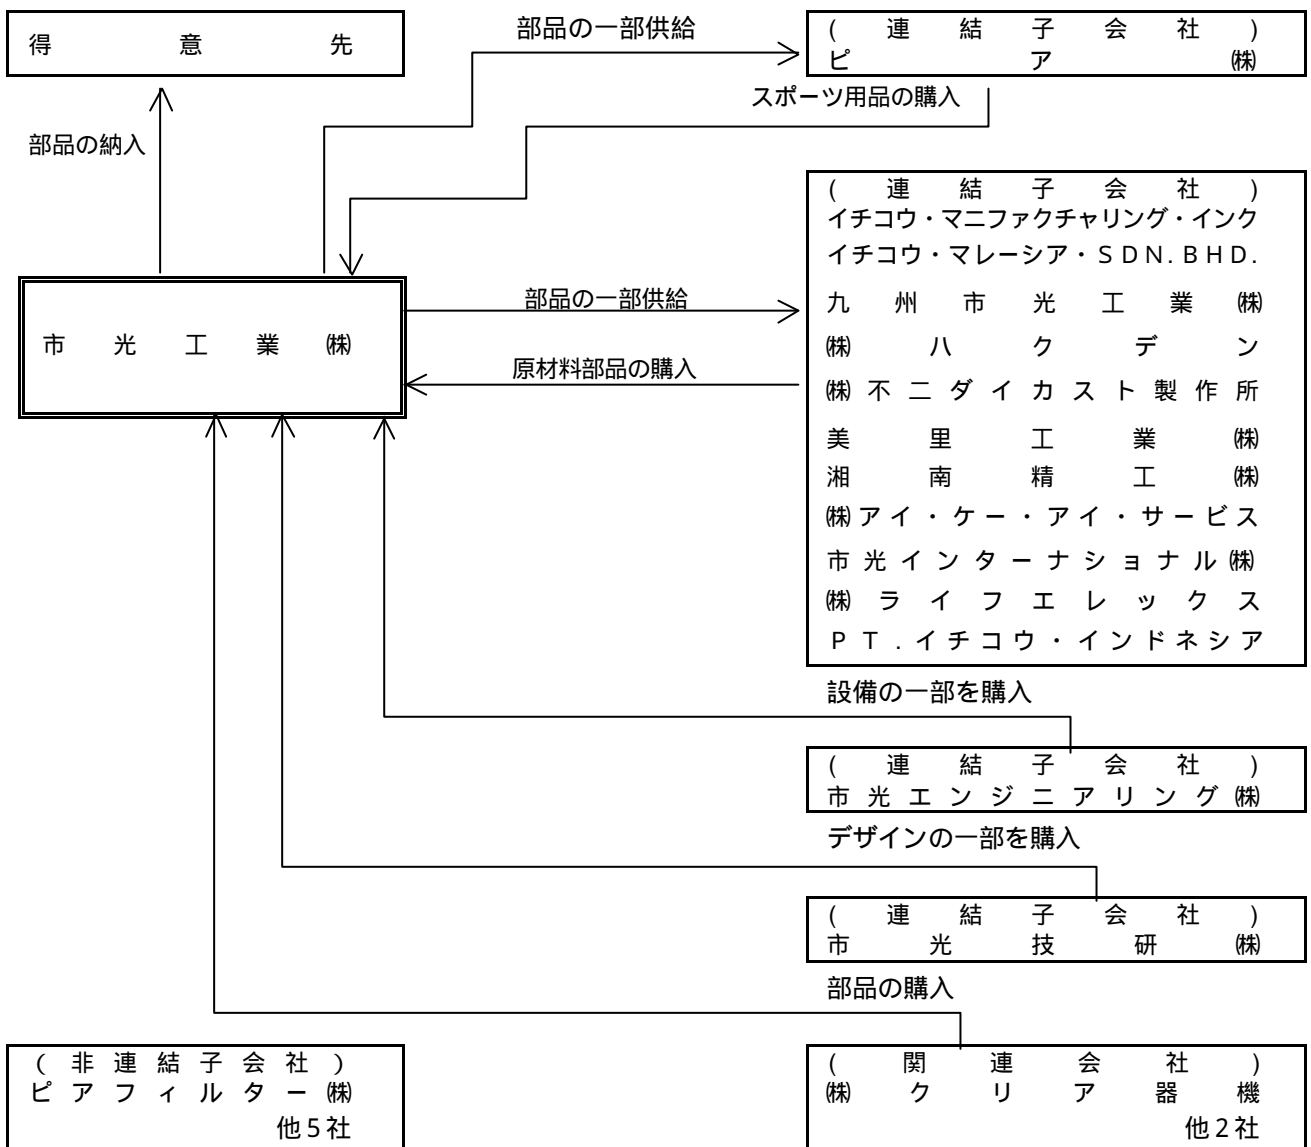 得意先
部品の一部供給
(連結子会社)
ピア㈱
スポーツ用品の購入
部品の納入
(連結子会社)
イチコウ・マニファクチャリング・インク
イチコウ・マレーシア・ＳＤＮ.ＢＨＤ.
九州市光工業㈱
㈱ハクデン
㈱不二ダイカスト製作所
美里工業㈱
湘南精工㈱
㈱アイ・ケー・アイ・サービス
市光インターナショナル㈱
㈱ライフエレックス
ＰＴ.イチコウ・インドネシア
市光工業㈱
部品の一部供給
原材料部品の購入
設備の一部を購入
(連結子会社)
市光エンジニアリング㈱
デザインの一部を購入
(連結子会社)
市光技研㈱
部品の購入
(非連結子会社)
ピアフィルター㈱
他５社
(関連会社)
㈱クリア器機
他２社